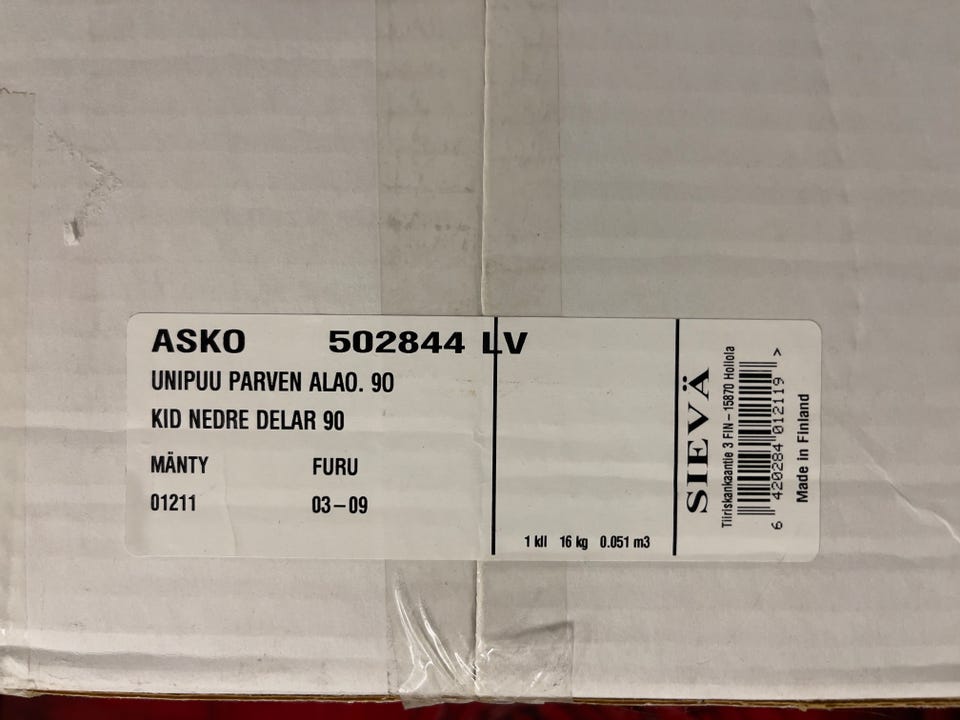 ASKO 502844 LV
UNIPUU PARVEN ALAO. 90
KID NEDRE DELAR 90
MÄNTY FURU
01211 03-09
1 kll 16 kg 0.051 m3
SIEVÄ
Tiiriskankaantie 3 FIN – 15870 Hollola
6 420284 012119 >
Made in Finland